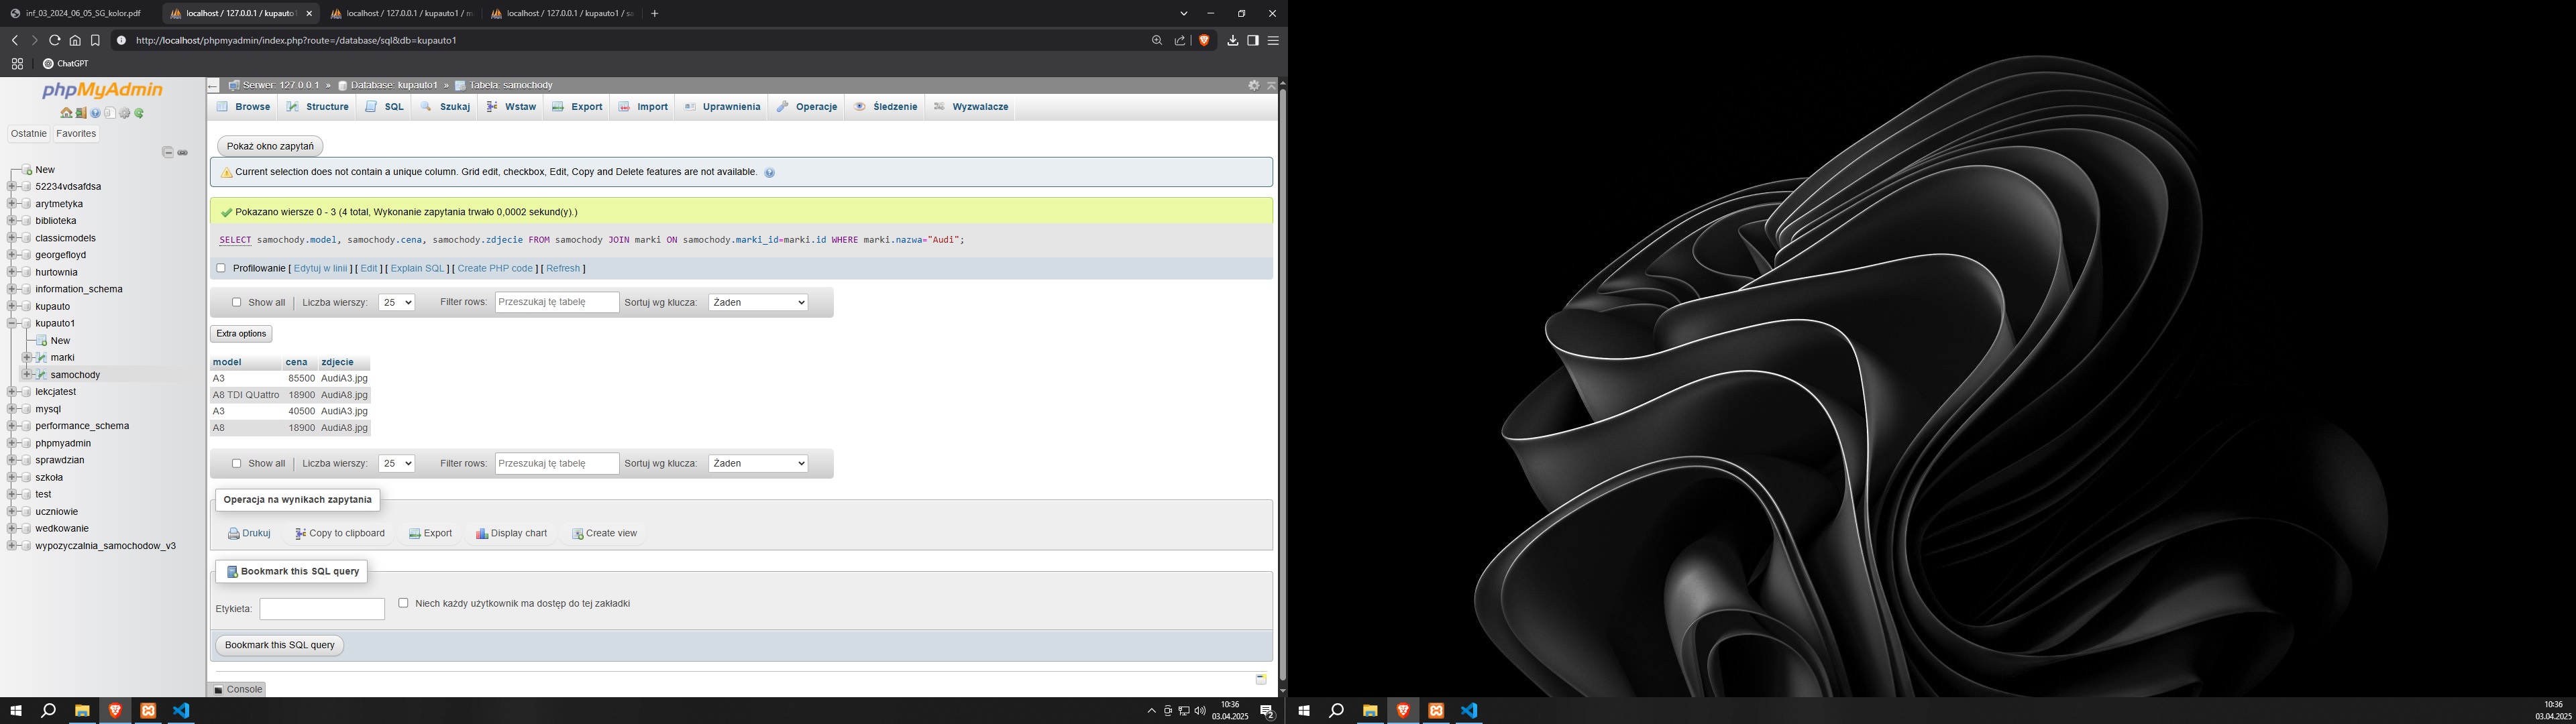 inf_03_2024_06_05_SG_kolor.pdf
localhost / 127.0.0.1 / kupauto1
localhost / 127.0.0.1 / kupauto1 / m
localhost / 127.0.0.1 / kupauto1 / sa
http://localhost/phpmyadmin/index.php?route=/database/sql&db=kupauto1
ChatGPT
phpMyAdmin
Ostatnie Favorites
New
52234vdsafdsa
arytmetyka
biblioteka
classicmodels
georgefloyd
hurtownia
information_schema
kupauto
kupauto1
New
marki
samochody
lekcjatest
mysql
performance_schema
phpmyadmin
sprawdzian
szkoła
test
uczniowie
wedkowanie
wypozyczalnia_samochodow_v3
Serwer: 127.0.0.1 » Database: kupauto1 » Tabela: samochody
Browse Structure SQL Szukaj Wstaw Export Import Uprawnienia Operacje Śledzenie Wyzwalacze
Pokaż okno zapytań
Current selection does not contain a unique column. Grid edit, checkbox, Edit, Copy and Delete features are not available.
Pokazano wiersze 0 - 3 (4 total, Wykonanie zapytania trwało 0,0002 sekund(y).)
SELECT samochody.model, samochody.cena, samochody.zdjecie FROM samochody JOIN marki ON samochody.marki_id=marki.id WHERE marki.nazwa="Audi";
Profilowanie [ Edytuj w linii ] [ Edit ] [ Explain SQL ] [ Create PHP code ] [ Refresh ]
Show all Liczba wierszy: 25 Filter rows: Przeszukaj tę tabelę Sortuj wg klucza: Żaden
Extra options
model cena zdjecie
A3 85500 AudiA3.jpg
A8 TDI QUattro 18900 AudiA8.jpg
A3 40500 AudiA3.jpg
A8 18900 AudiA8.jpg
Show all Liczba wierszy: 25 Filter rows: Przeszukaj tę tabelę Sortuj wg klucza: Żaden
Operacja na wynikach zapytania
Drukuj Copy to clipboard Export Display chart Create view
Bookmark this SQL query
Etykieta: Niech każdy użytkownik ma dostęp do tej zakładki
Bookmark this SQL query
Console
10:36
03.04.2025
2
10:36
03.04.2025